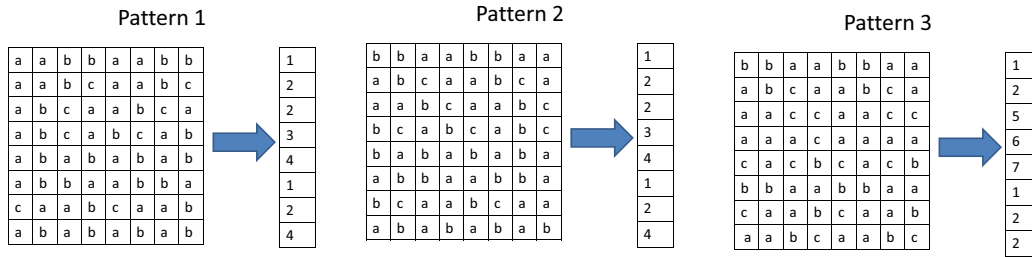 Pattern 1
a a b b a a b b 1
a a b c a a b c 2
a b c a a b c a 2
a b c a b c a b 3
a b a b a b a b 4
a b b a a b b a 1
c a a b c a a b 2
a b a b a b a b 4
Pattern 2
b b a a b b a a 1
a b c a a b c a 2
a a b c a a b c 2
b c a b c a b c 3
b a b a b a b a 4
a b b a a b b a 1
b c a a b c a a 2
a b a b a b a b 4
Pattern 3
b b a a b b a a 1
a b c a a b c a 2
a a c c a a c c 5
a a a c a a a a 6
c a c b c a c b 7
b b a a b b a a 1
c a a b c a a b 2
a a b c a a b c 2